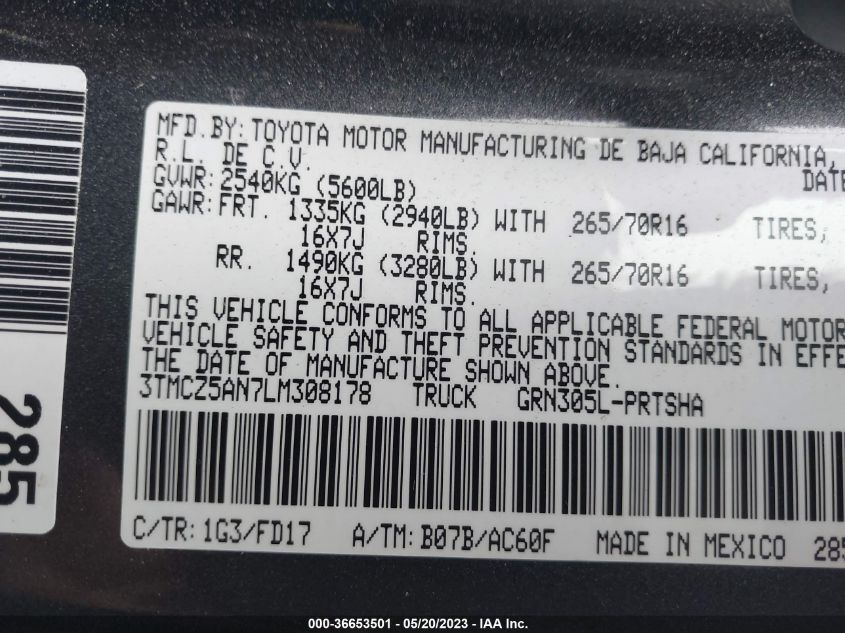 MFD.BY: TOYOTA MOTOR MANUFACTURING DE BAJA CALIFORNIA,
R.L. DE C.V.
DATE
GVWR: 2540KG (5600LB)
GAWR: FRT. 1335KG (2940LB) WITH 265/70R16 TIRES,
16X7J RIMS.
RR. 1490KG (3280LB) WITH 265/70R16 TIRES,
16X7J RIMS.
THIS VEHICLE CONFORMS TO ALL APPLICABLE FEDERAL MOTOR
VEHICLE SAFETY AND THEFT PREVENTION STANDARDS IN EFFE
THE DATE OF MANUFACTURE SHOWN ABOVE.
3TMCZ5AN7LM308178 TRUCK GRN305L-PRTSHA
C/TR: 1G3/FD17 A/TM: B07B/AC60F MADE IN MEXICO 285
285
000-36653501 - 05/20/2023 - IAA Inc.